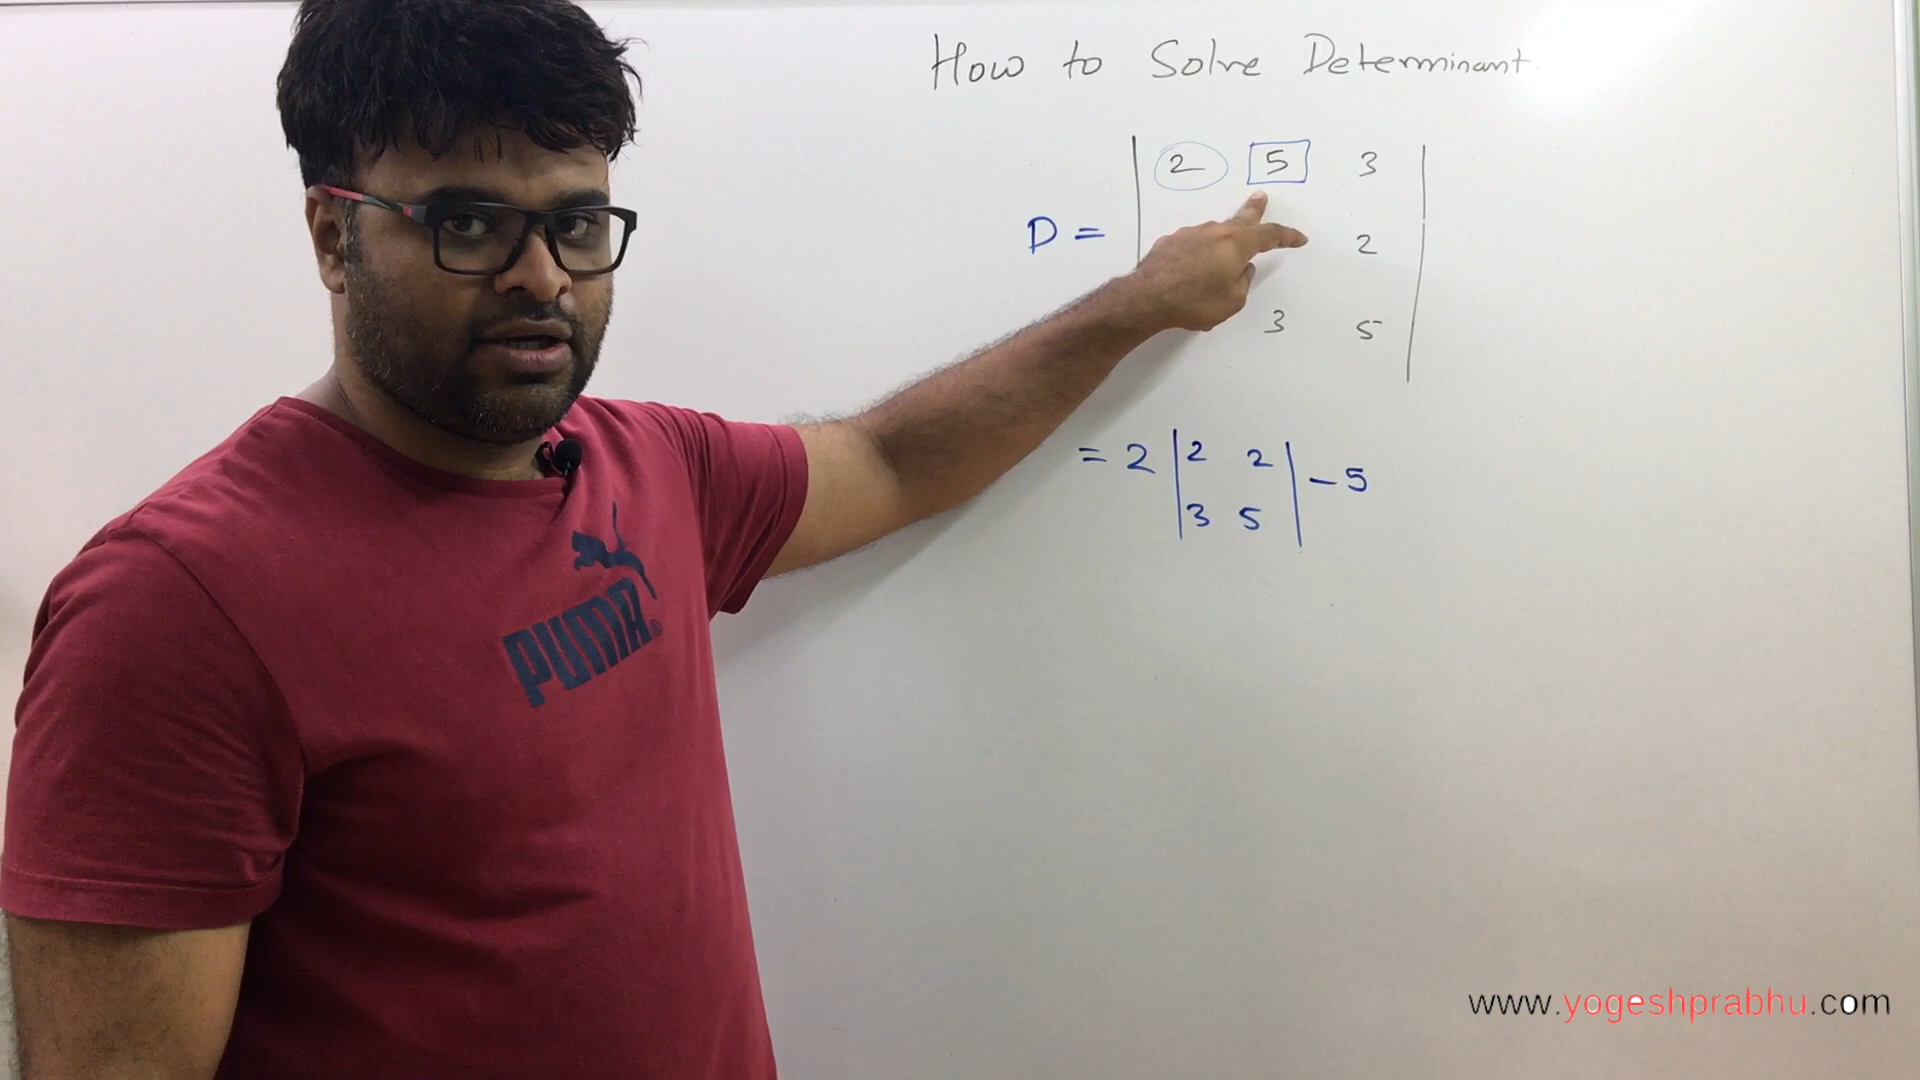 How to Solve Determinant
2 5 3
D =
2
3 5
= 2 | 2 2 | - 5
3 5
PUMA
www.yogeshprabhu.com